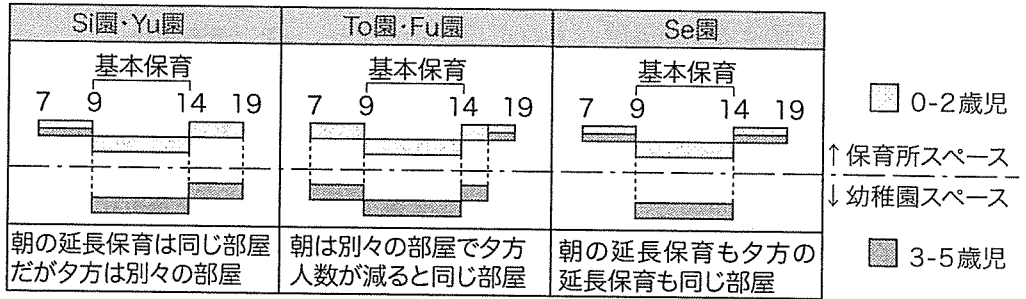 Si園・Yu園
To園・Fu園
Se園
基本保育
7 9 14 19
基本保育
7 9 14 19
基本保育
7 9 14 19
0-2歳児
↑保育所スペース
↓幼稚園スペース
3-5歳児
朝の延長保育は同じ部屋
だが夕方は別々の部屋
朝は別々の部屋で夕方
人数が減ると同じ部屋
朝の延長保育も夕方の
延長保育も同じ部屋